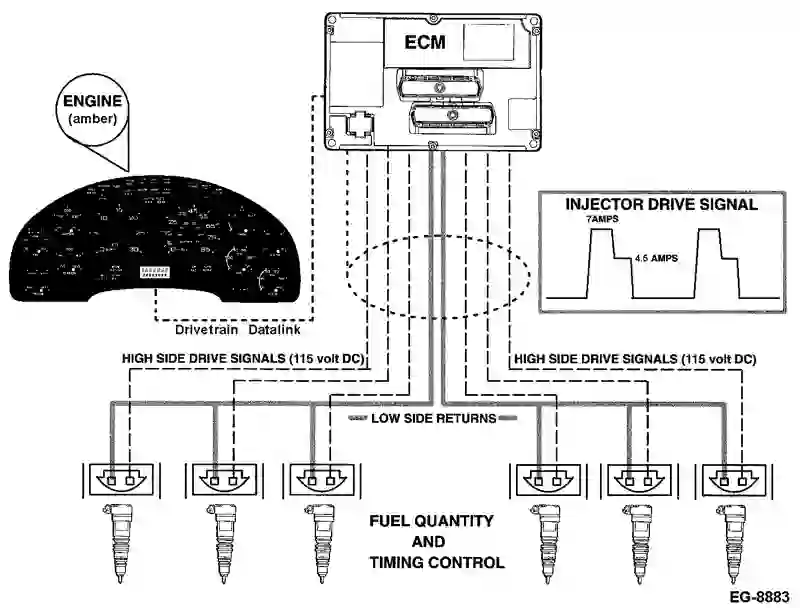 ECM
ENGINE
(amber)
INJECTOR DRIVE SIGNAL
7AMPS
4.5 AMPS
Drivetrain Datalink
HIGH SIDE DRIVE SIGNALS (115 volt DC)
HIGH SIDE DRIVE SIGNALS (115 volt DC)
LOW SIDE RETURNS
FUEL QUANTITY
AND
TIMING CONTROL
EG-8883